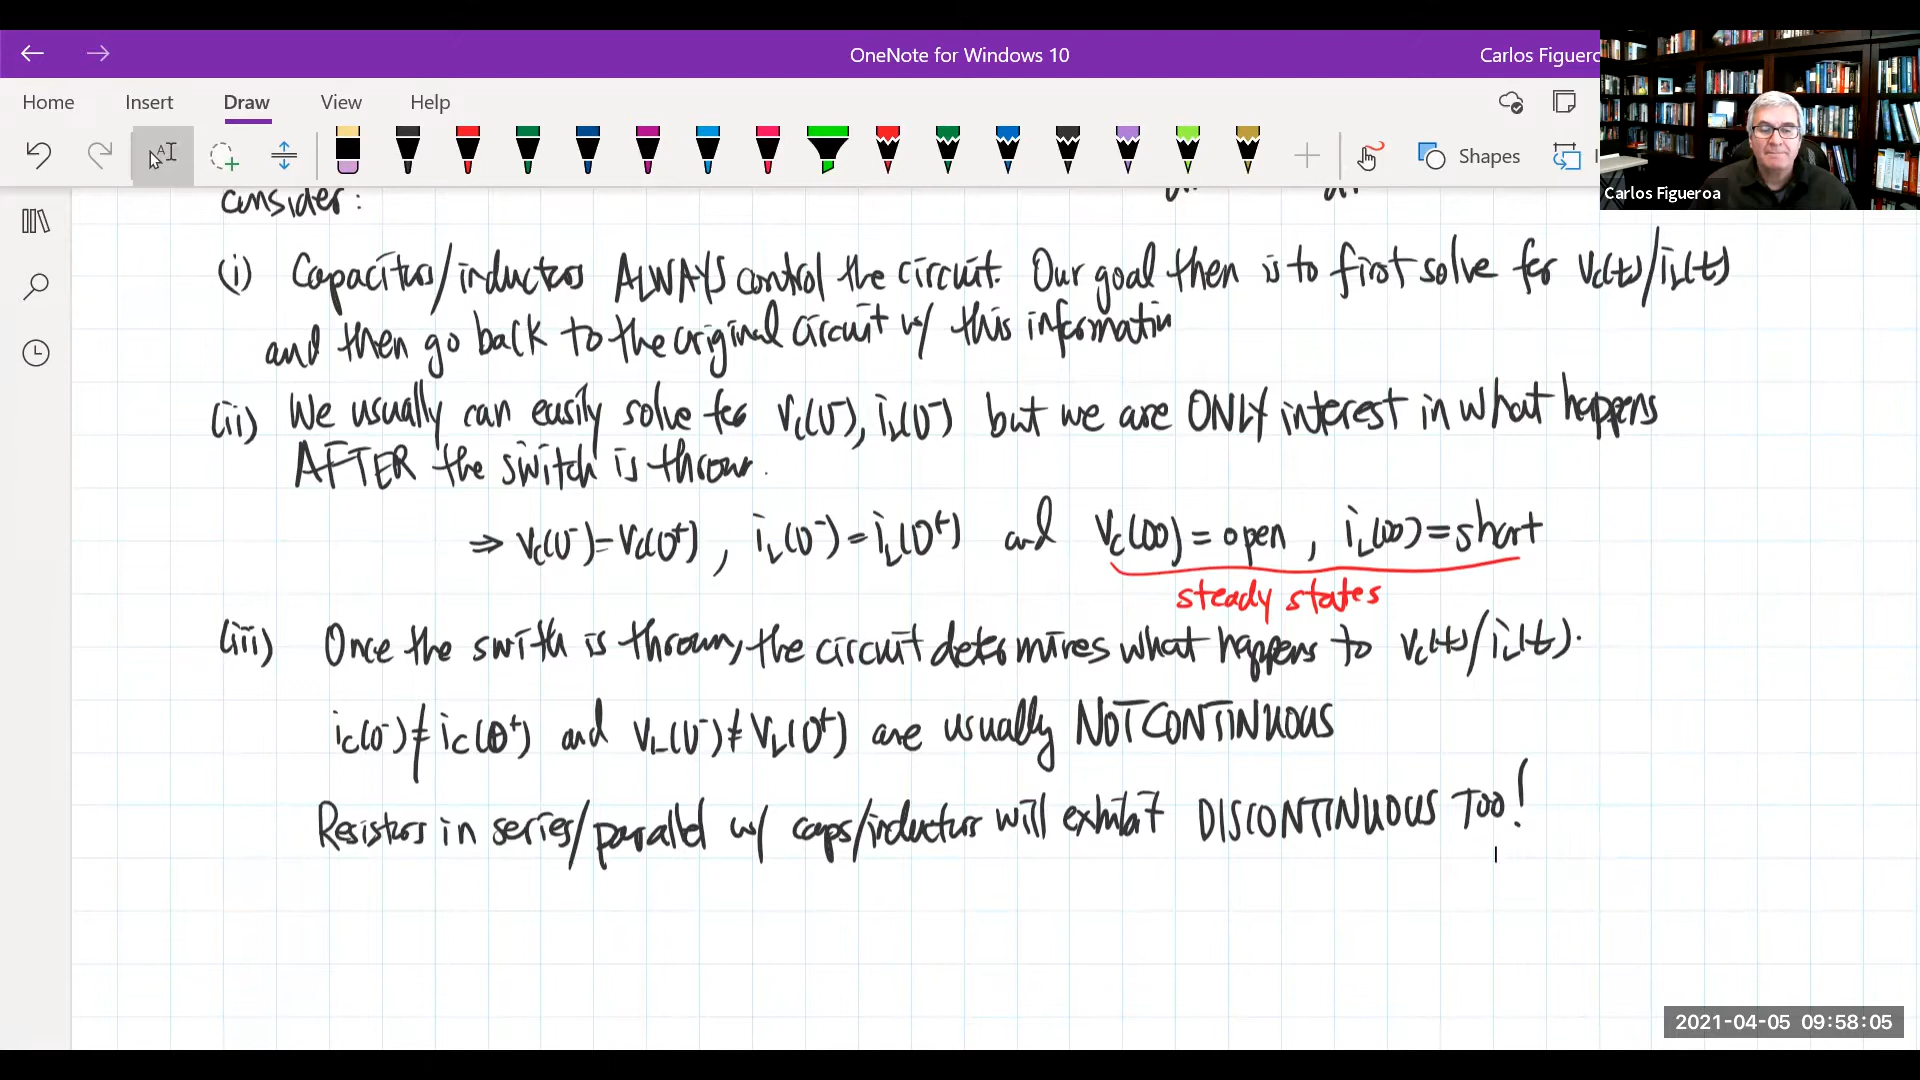 OneNote for Windows 10
Carlos Figuero
Home Insert Draw View Help
Shapes
Carlos Figueroa
consider:
(i) Capacitors/inductors ALWAYS control the circuit. Our goal then is to first solve for Vc(t)/iL(t)
and then go back to the original circuit w/ this information
(ii) We usually can easily solve for Vc(0⁻), iL(0⁻) but we are ONLY interest in what happens
AFTER the switch is thrown.
⇒ Vc(0⁻) = Vc(0⁺), iL(0⁻) = iL(0⁺) and Vc(∞) = open, iL(∞) = short
steady states
(iii) Once the swith is thrown, the circuit determines what happens to Vc(t)/iL(t).
ic(0⁻) ≠ ic(0⁺) and VL(0⁻) ≠ VL(0⁺) are usually NOT CONTINUOUS
Resistors in series/parallel w/ caps/inductors will exhibit DISCONTINUOUS TOO!
2021-04-05 09:58:05